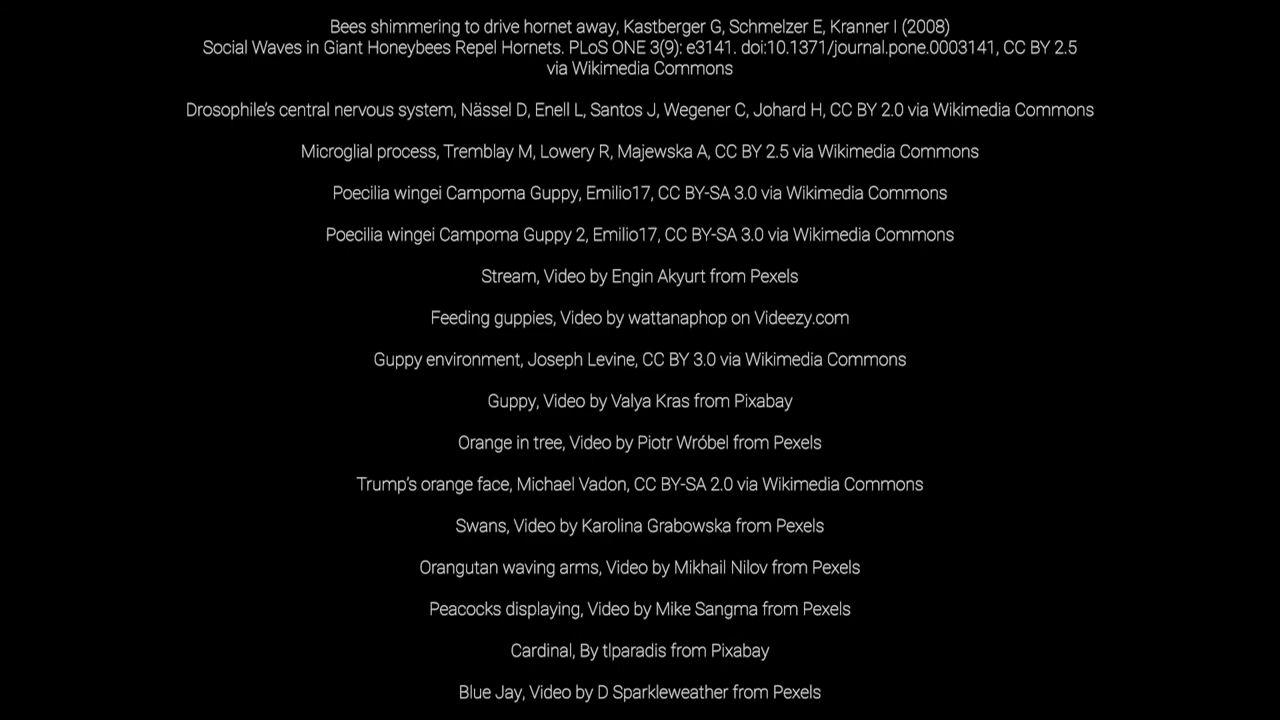 Bees shimmering to drive hornet away, Kastberger G, Schmelzer E, Kranner I (2008)
Social Waves in Giant Honeybees Repel Hornets. PLoS ONE 3(9): e3141. doi:10.1371/journal.pone.0003141, CC BY 2.5
via Wikimedia Commons
Drosophile's central nervous system, Nässel D, Enell L, Santos J, Wegener C, Johard H, CC BY 2.0 via Wikimedia Commons
Microglial process, Tremblay M, Lowery R, Majewska A, CC BY 2.5 via Wikimedia Commons
Poecilia wingei Campoma Guppy, Emilio17, CC BY-SA 3.0 via Wikimedia Commons
Poecilia wingei Campoma Guppy 2, Emilio17, CC BY-SA 3.0 via Wikimedia Commons
Stream, Video by Engin Akyurt from Pexels
Feeding guppies, Video by wattanaphop on Videezy.com
Guppy environment, Joseph Levine, CC BY 3.0 via Wikimedia Commons
Guppy, Video by Valya Kras from Pixabay
Orange in tree, Video by Piotr Wróbel from Pexels
Trump's orange face, Michael Vadon, CC BY-SA 2.0 via Wikimedia Commons
Swans, Video by Karolina Grabowska from Pexels
Orangutan waving arms, Video by Mikhail Nilov from Pexels
Peacocks displaying, Video by Mike Sangma from Pexels
Cardinal, By tlparadis from Pixabay
Blue Jay, Video by D Sparkleweather from Pexels